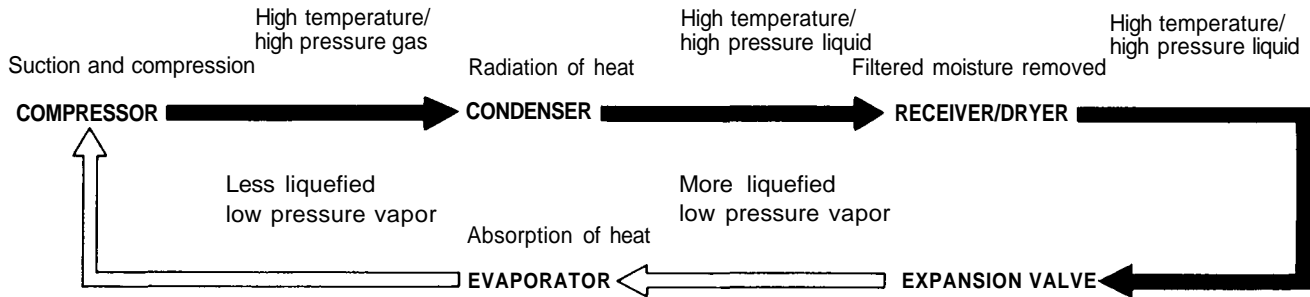 High temperature/
high pressure gas
High temperature/
high pressure liquid
High temperature/
high pressure liquid
Suction and compression
Radiation of heat
Filtered moisture removed
COMPRESSOR
CONDENSER
RECEIVER/DRYER
Less liquefied
low pressure vapor
More liquefied
low pressure vapor
Absorption of heat
EVAPORATOR
EXPANSION VALVE